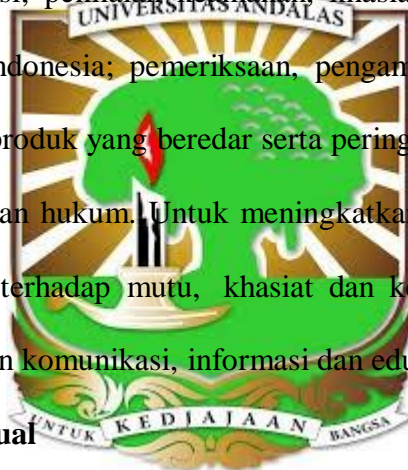 UNIVERSITAS ANDALAS
ndonesia; pemeriksaan, pengam
produk yang beredar serta pering
an hukum. Untuk meningkatkan
terhadap mutu, khasiat dan ke
n komunikasi, informasi dan edu
UNTUK KEDJAJAAN BANGSA
ual